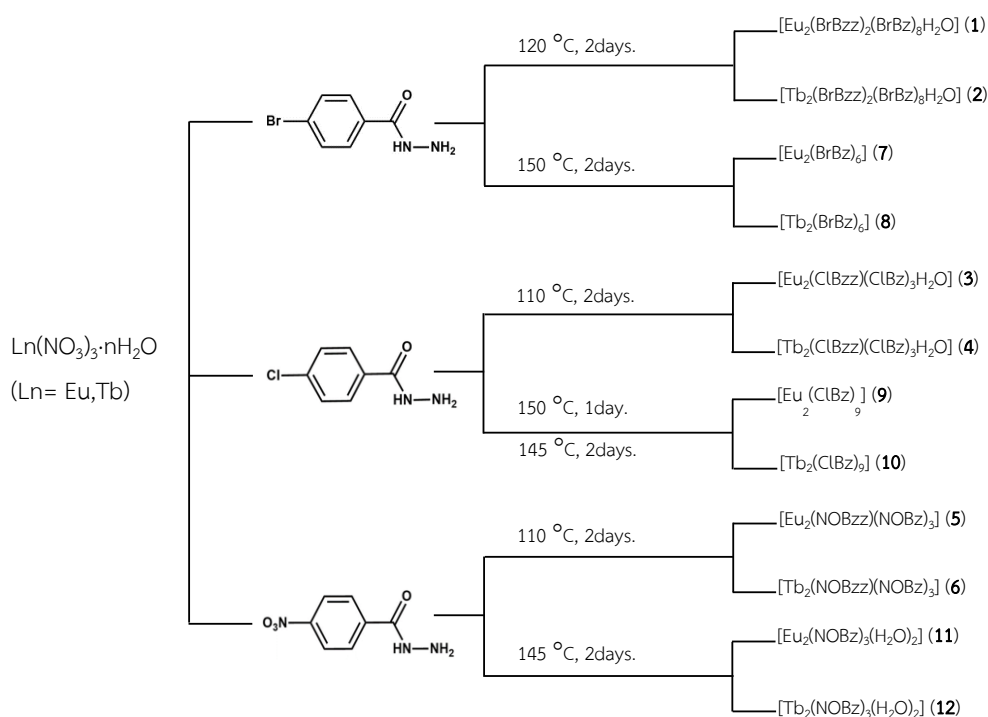 [Eu₂(BrBzz)₂(BrBz)₈H₂O] (1)
120 °C, 2days.
[Tb₂(BrBzz)₂(BrBz)₈H₂O] (2)
Br
O
HN NH₂
[Eu₂(BrBz)₆] (7)
150 °C, 2days.
[Tb₂(BrBz)₆] (8)
[Eu₂(ClBzz)(ClBz)₃H₂O] (3)
110 °C, 2days.
[Tb₂(ClBzz)(ClBz)₃H₂O] (4)
Ln(NO₃)₃·nH₂O
(Ln= Eu,Tb)
Cl
O
HN NH₂
[Eu₂(ClBz)₉] (9)
150 °C, 1day.
145 °C, 2days.
[Tb₂(ClBz)₉] (10)
[Eu₂(NOBzz)(NOBz)₃] (5)
110 °C, 2days.
[Tb₂(NOBzz)(NOBz)₃] (6)
O₃N
O
HN NH₂
[Eu₂(NOBz)₃(H₂O)₂] (11)
145 °C, 2days.
[Tb₂(NOBz)₃(H₂O)₂] (12)